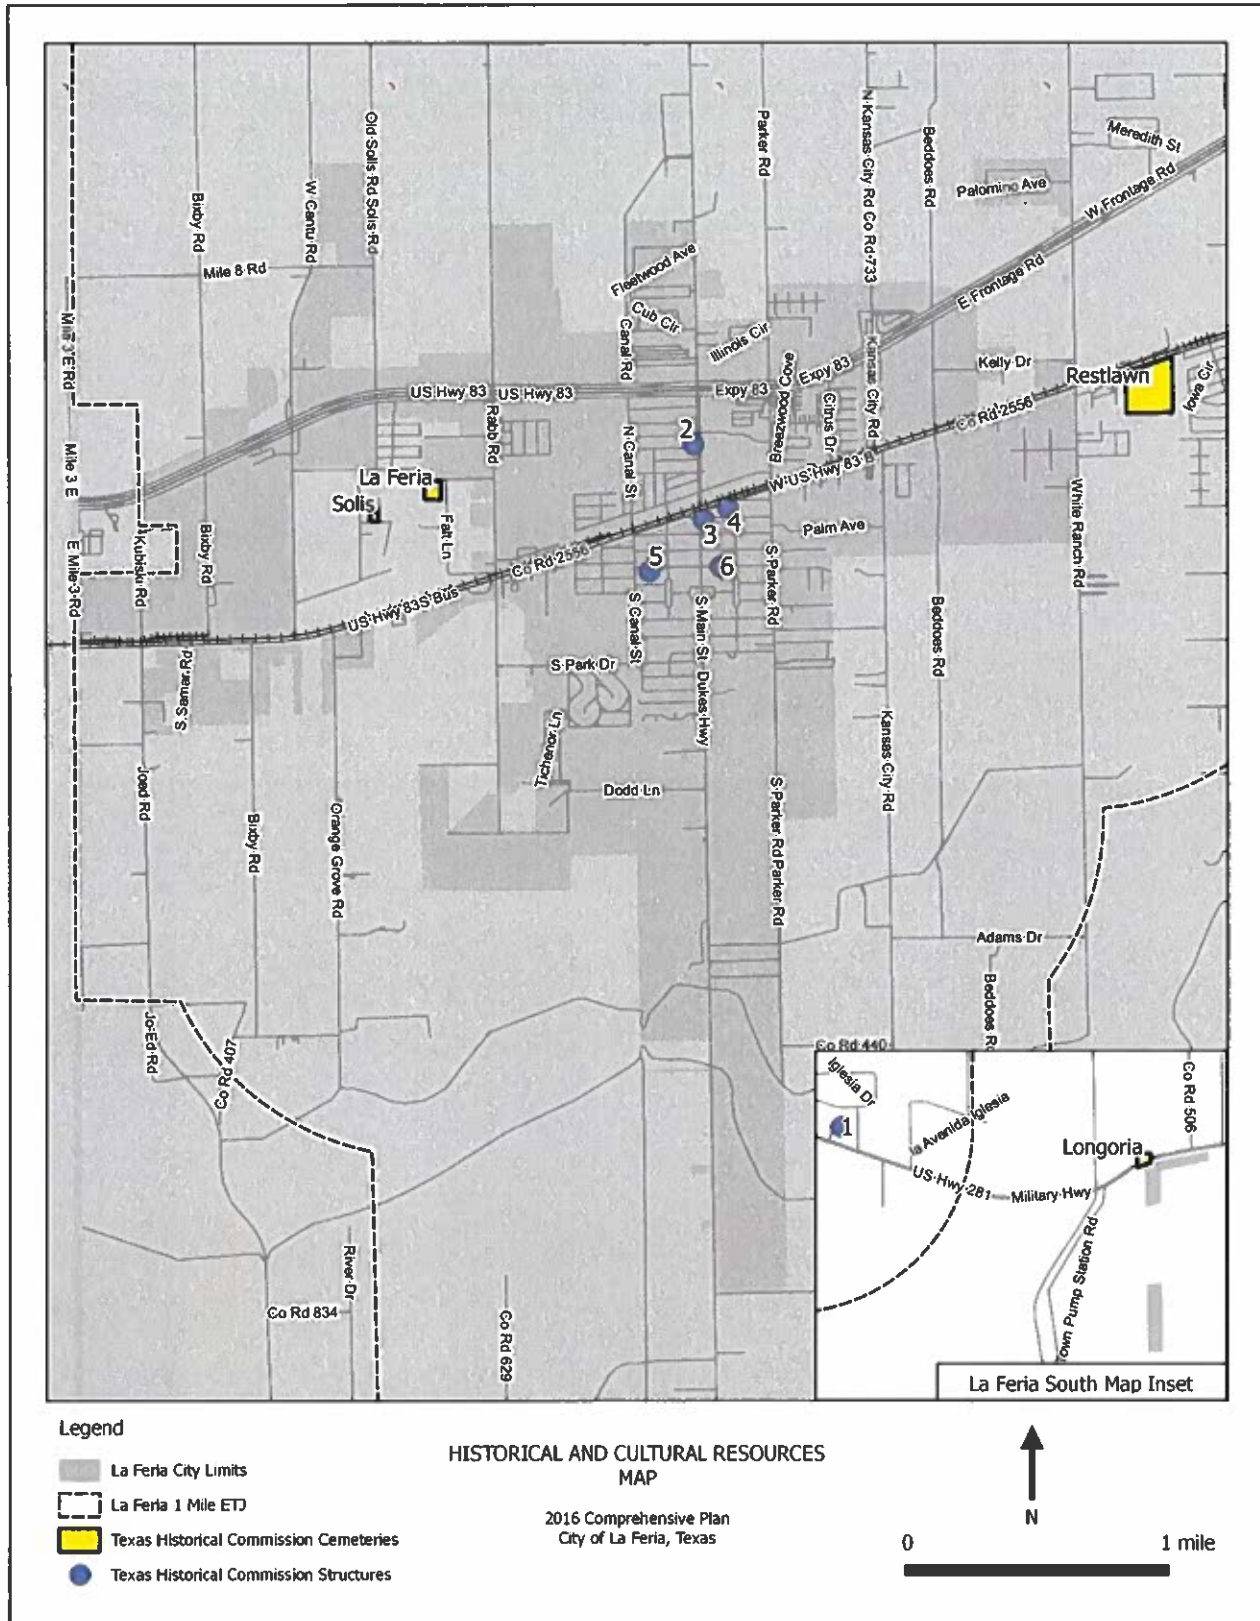 Old Solis Rd Solis Rd
Parker Rd
N Kansas City Rd Co Rd 733
Beddoes Rd
Meredith St
Palomino Ave
W Frontage Rd
Bixby Rd
W Cantu Rd
Mile 8 Rd
Fleetwood Ave
E Frontage Rd
Cub Cir
Illinois Cir
Canal Rd
Mile 3 E Rd
Kansas City Rd
Kelly Dr
Restlawn
Iowa Cir
US Hwy 83
US Hwy 83
Expy 83
Expy 83
Breezwood Cove
Citrus Dr
Co Rd 2556
Rabb Rd
N Canal St
2
W US Hwy 83 B
Mile 3 E
La Feria
Solis
4
3
Palm Ave
White Ranch Rd
Bixby Rd
Kubiski Rd
Falt Ln
Co Rd 2556
5
6
S Parker Rd
E Mile 3 Rd
US Hwy 83 S Bus
S Canal St
S Main St
Dukes Hwy
Beddoes Rd
S Samar Rd
S Park Dr
Tichenor Ln
Kansas City Rd
Joed Rd
Dodd Ln
Bixby Rd
Orange Grove Rd
S Parker Rd Parker Rd
Adams Dr
Beddoes Rd
Jo Ed Rd
Co Rd 407
Co Rd 440
Iglesia Dr
1
la Avenida Iglesia
Co Rd 506
Longoria
US Hwy 281
Military Hwy
Town Pump Station Rd
River Dr
Co Rd 834
Co Rd 629
La Feria South Map Inset
Legend
La Feria City Limits
La Feria 1 Mile ETJ
Texas Historical Commission Cemeteries
Texas Historical Commission Structures
HISTORICAL AND CULTURAL RESOURCES
MAP
2016 Comprehensive Plan
City of La Feria, Texas
N
0
1 mile